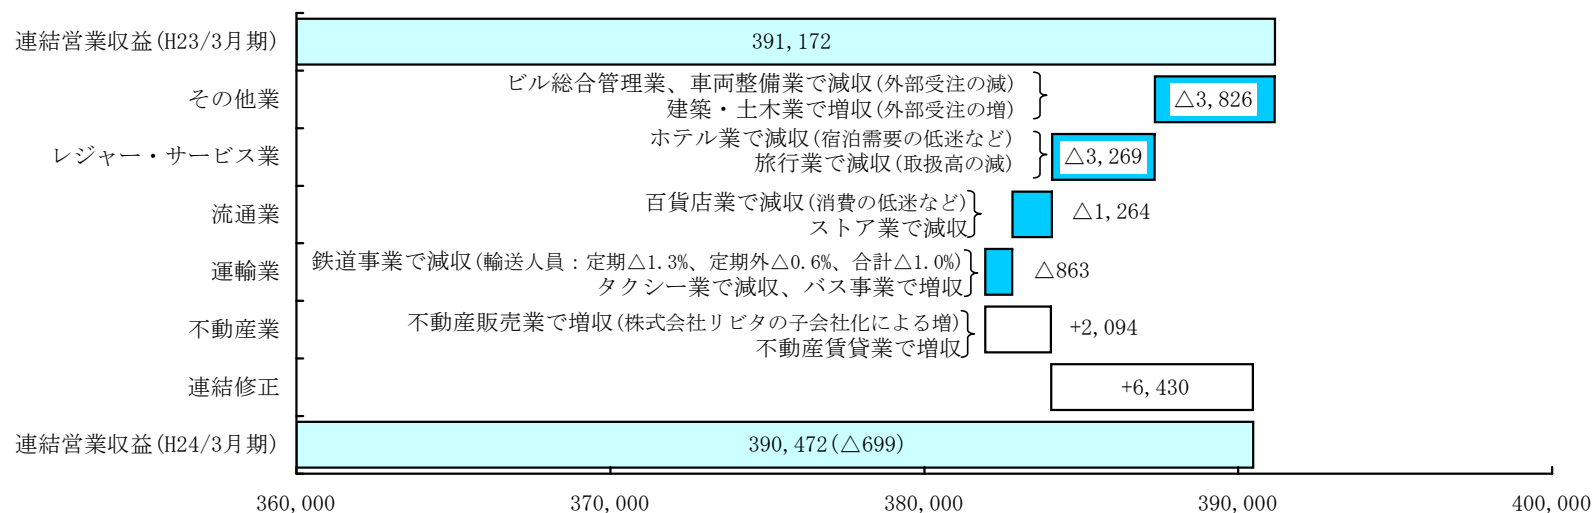 連結営業収益(H23/3月期)
391,172
その他業
ビル総合管理業、車両整備業で減収(外部受注の減)
建築・土木業で増収(外部受注の増)
△3,826
レジャー・サービス業
ホテル業で減収(宿泊需要の低迷など)
旅行業で減収(取扱高の減)
△3,269
流通業
百貨店業で減収(消費の低迷など)
ストア業で減収
△1,264
運輸業
鉄道事業で減収(輸送人員：定期△1.3%、定期外△0.6%、合計△1.0%)
タクシー業で減収、バス事業で増収
△863
不動産業
不動産販売業で増収(株式会社リビタの子会社化による増)
不動産賃貸業で増収
+2,094
連結修正
+6,430
連結営業収益(H24/3月期)
390,472(△699)
360,000
370,000
380,000
390,000
400,000